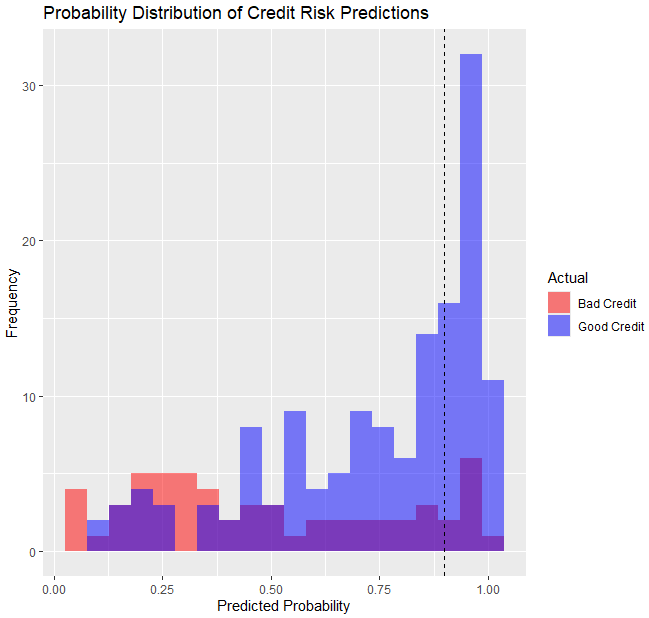 Probability Distribution of Credit Risk Predictions
30
20
10
0
Frequency
0.00 0.25 0.50 0.75 1.00
Predicted Probability
Actual
Bad Credit
Good Credit